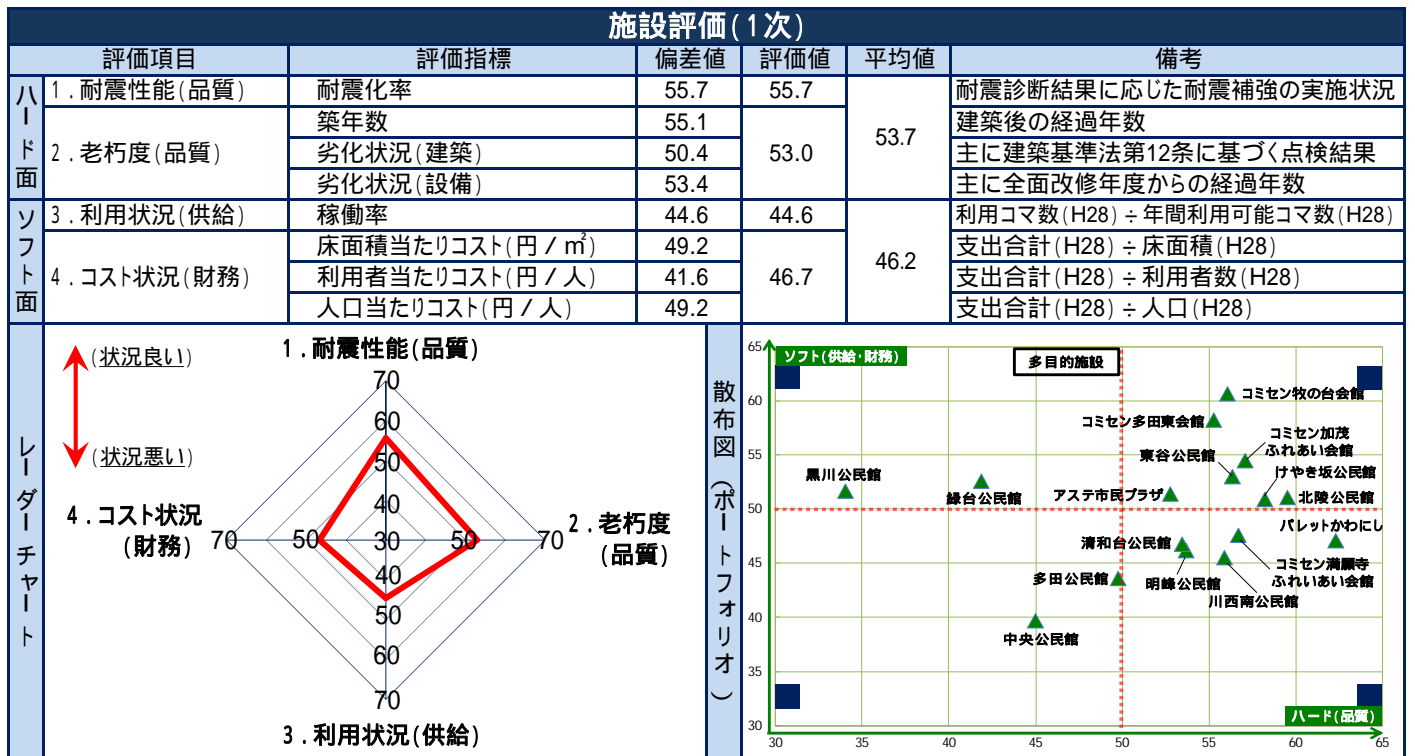 施設評価(1次)
評価項目 評価指標 偏差値 評価値 平均値 備考
ハード面
1.耐震性能(品質) 耐震化率 55.7 55.7 53.7 耐震診断結果に応じた耐震補強の実施状況
2.老朽度(品質) 築年数 55.1 53.0 建築後の経過年数
劣化状況(建築) 50.4 主に建築基準法第12条に基づく点検結果
劣化状況(設備) 53.4 主に全面改修年度からの経過年数
ソフト面
3.利用状況(供給) 稼働率 44.6 44.6 46.2 利用コマ数(H28)÷年間利用可能コマ数(H28)
4.コスト状況(財務) 床面積当たりコスト(円/㎡) 49.2 46.7 支出合計(H28)÷床面積(H28)
利用者当たりコスト(円/人) 41.6 支出合計(H28)÷利用者数(H28)
人口当たりコスト(円/人) 49.2 支出合計(H28)÷人口(H28)
レーダーチャート
(状況良い)
(状況悪い)
1.耐震性能(品質)
70
60
50
40
4.コスト状況
(財務)
70 50 30 50 70
2.老朽度
(品質)
40
50
60
70
3.利用状況(供給)
散布図(ポートフォリオ)
65
ソフト(供給・財務)
多目的施設
60
コミセン牧の台会館
コミセン多田東会館
コミセン加茂
ふれあい会館
55
東谷公民館
けやき坂公民館
黒川公民館
緑台公民館
アステ市民プラザ
北陵公民館
50
パレットかわにし
清和台公民館
45
多田公民館
明峰公民館
コミセン満願寺
ふれいあい会館
川西南公民館
40
中央公民館
35
30
ハード(品質)
30 35 40 45 50 55 60 65